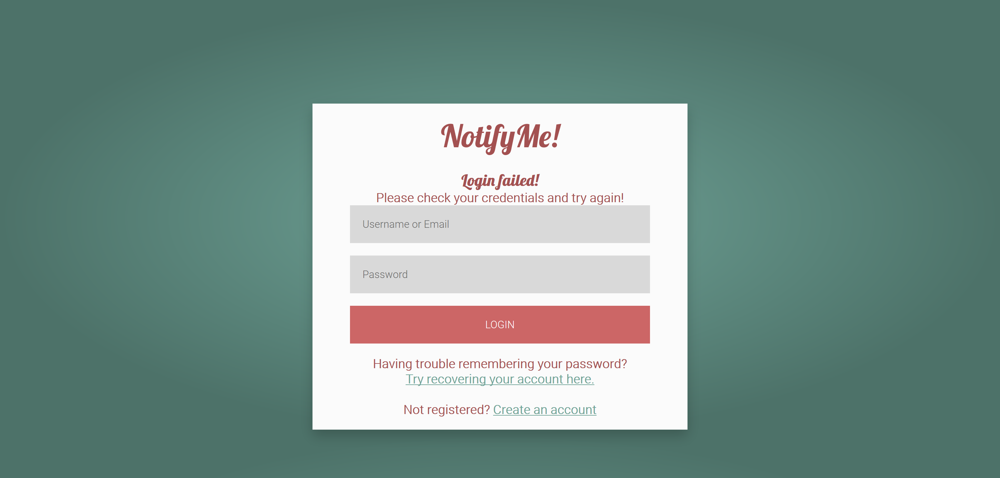 NotifyMe!
Login failed!
Please check your credentials and try again!
Username or Email
Password
LOGIN
Having trouble remembering your password?
Try recovering your account here.
Not registered? Create an account